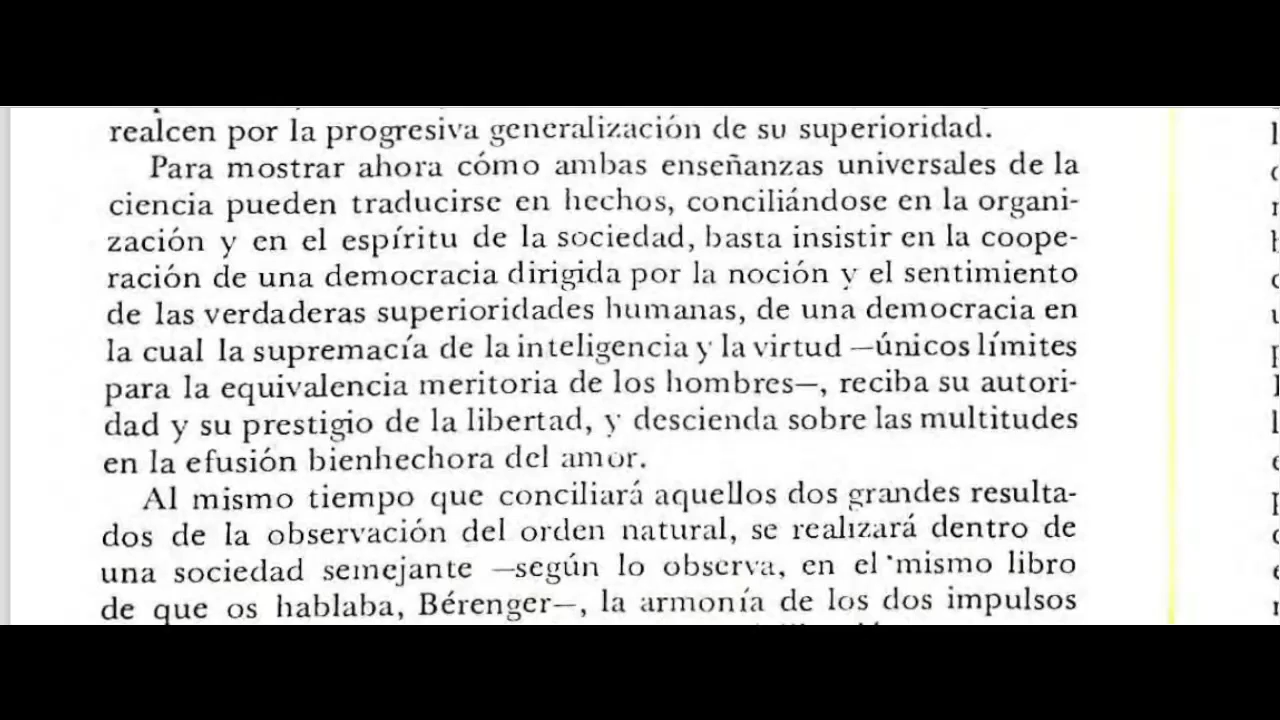 realcen por la progresiva generalización de su superioridad.
Para mostrar ahora cómo ambas enseñanzas universales de la
ciencia pueden traducirse en hechos, conciliándose en la organi-
zación y en el espíritu de la sociedad, basta insistir en la coope-
ración de una democracia dirigida por la noción y el sentimiento
de las verdaderas superioridades humanas, de una democracia en
la cual la supremacía de la inteligencia y la virtud —únicos límites
para la equivalencia meritoria de los hombres—, reciba su autori-
dad y su prestigio de la libertad, y descienda sobre las multitudes
en la efusión bienhechora del amor.
Al mismo tiempo que conciliará aquellos dos grandes resulta-
dos de la observación del orden natural, se realizará dentro de
una sociedad semejante —según lo observa, en el mismo libro
de que os hablaba, Bérenger—, la armonía de los dos impulsos